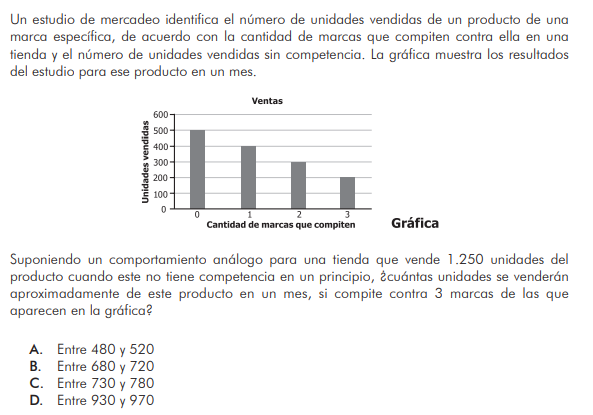 Un estudio de mercadeo identifica el número de unidades vendidas de un producto de una
marca específica, de acuerdo con la cantidad de marcas que compiten contra ella en una
tienda y el número de unidades vendidas sin competencia. La gráfica muestra los resultados
del estudio para ese producto en un mes.
Ventas
Unidades vendidas
600
500
400
300
200
100
0
0 1 2 3
Cantidad de marcas que compiten
Gráfica
Suponiendo un comportamiento análogo para una tienda que vende 1.250 unidades del
producto cuando este no tiene competencia en un principio, ¿cuántas unidades se venderán
aproximadamente de este producto en un mes, si compite contra 3 marcas de las que
aparecen en la gráfica?
A. Entre 480 y 520
B. Entre 680 y 720
C. Entre 730 y 780
D. Entre 930 y 970